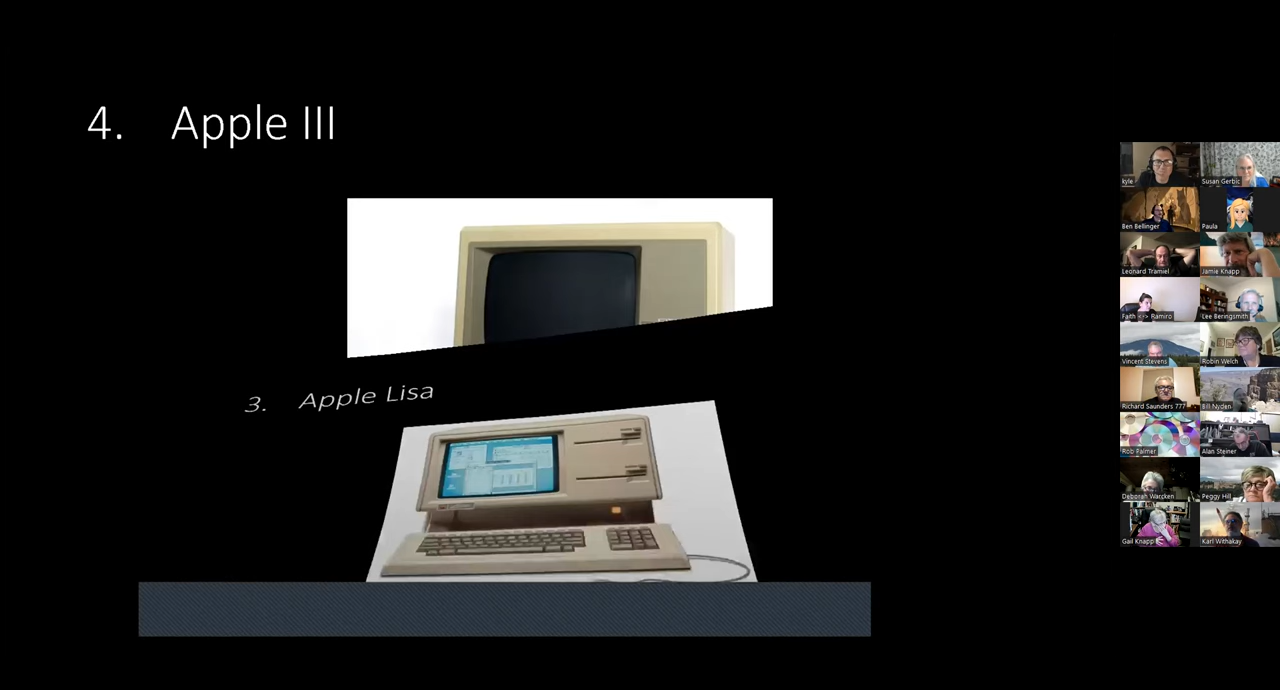 4. Apple III
3. Apple Lisa
kyle
Susan Gerbic
Ben Bellinger
Paula
Leonard Tramiel
Jamie Knapp
Faith <-> Ramiro
Lee Beringsmith
Vincent Stevens
Robin Welch
Richard Saunders 777
Bill Nyden
Rob Palmer
Alan Steiner
Deborah Warcken
Peggy Hill
Gail Knapp
Karl Withakay